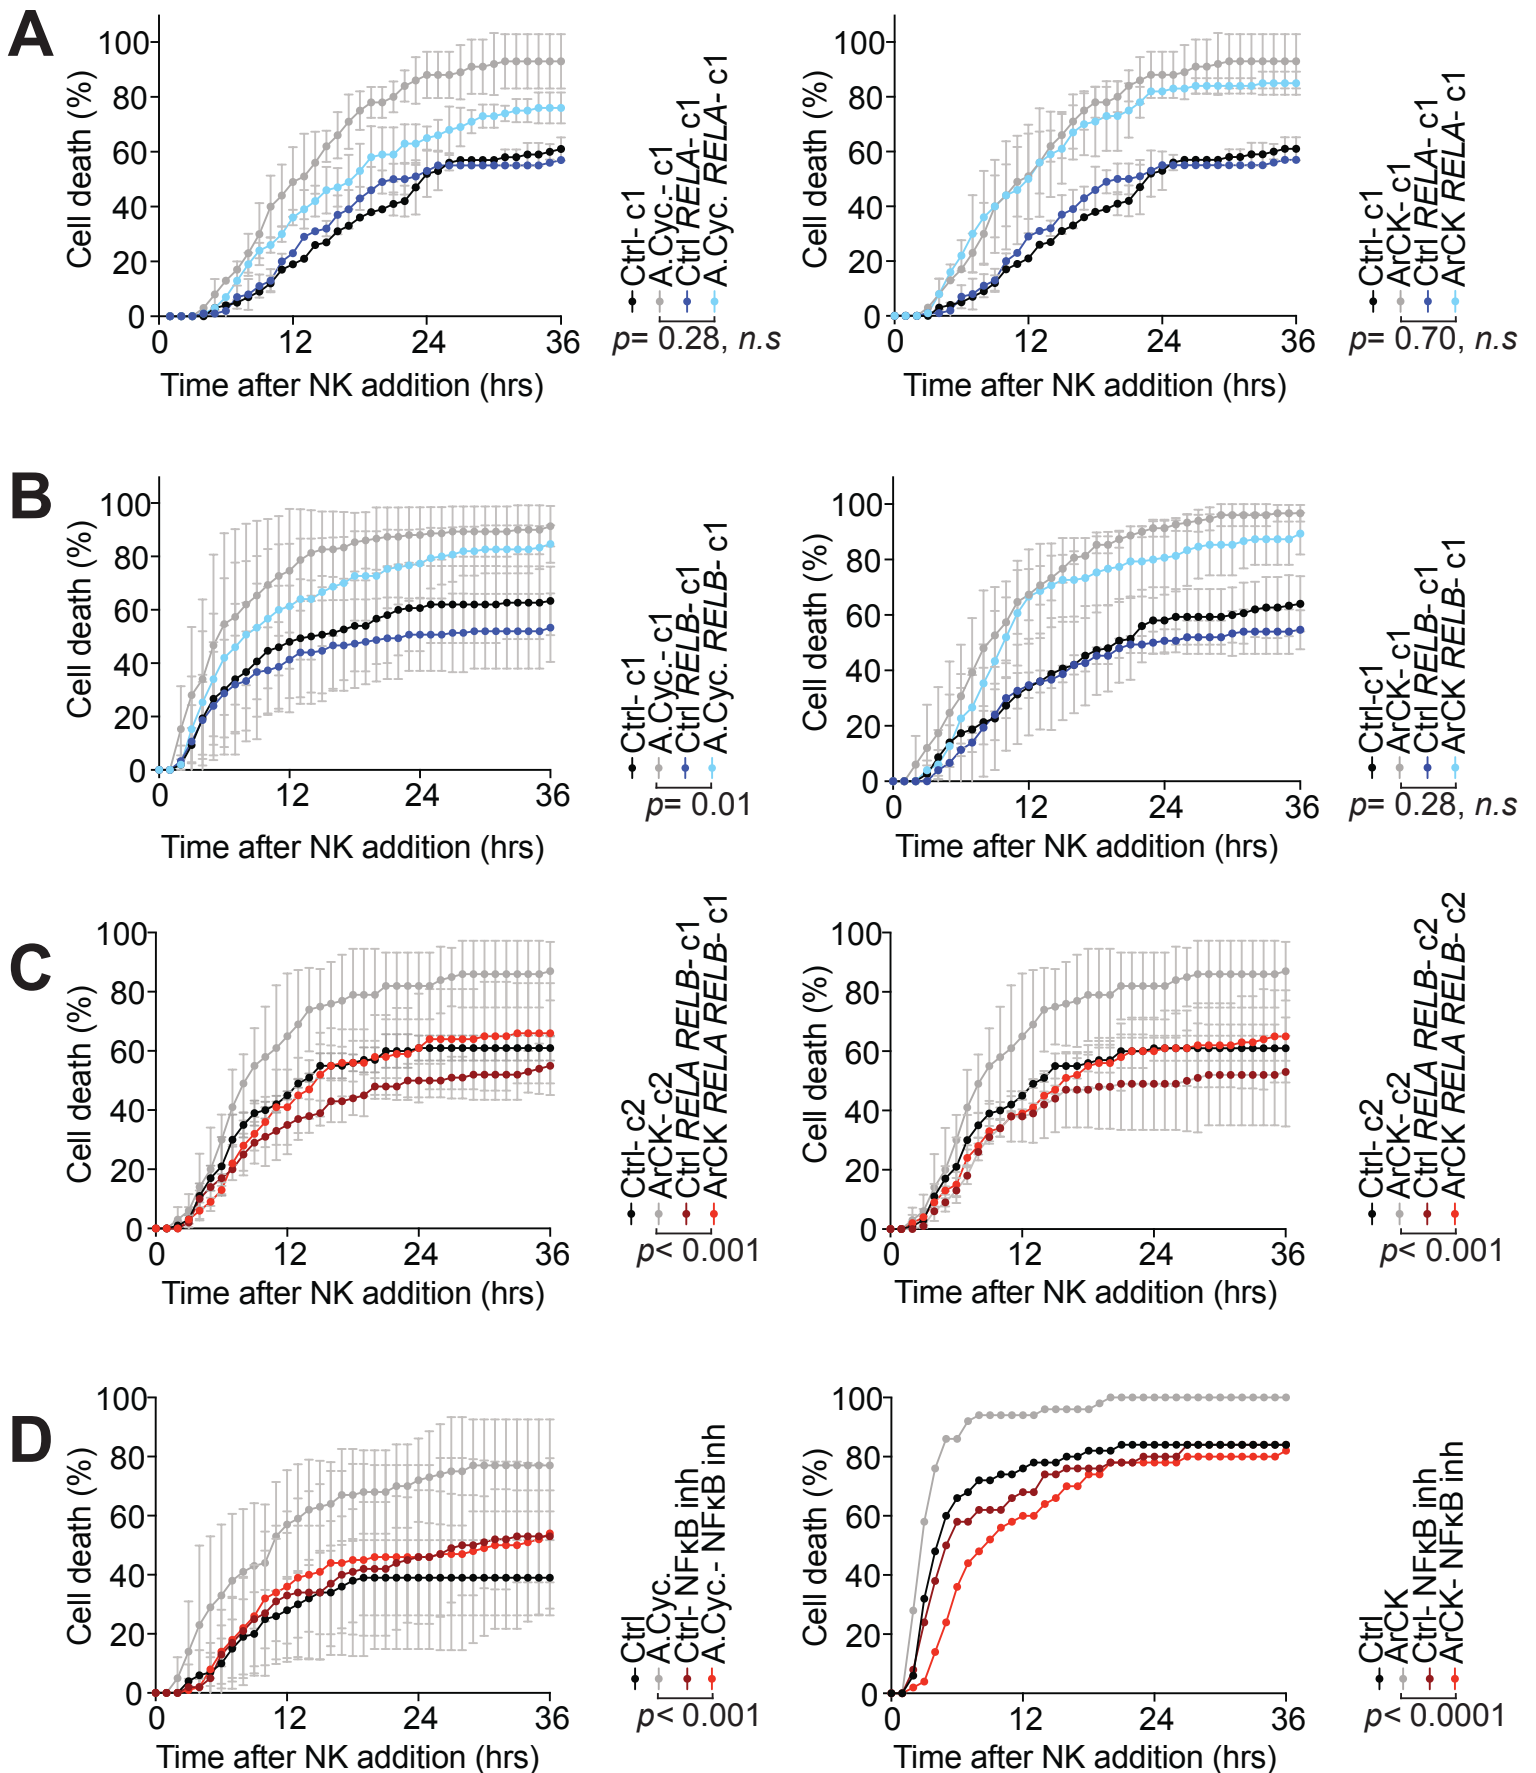 A
Cell death (%)
100
80
60
40
20
0
0 12 24 36
Time after NK addition (hrs)
Ctrl- c1
A.Cyc.- c1
Ctrl RELA- c1
A.Cyc. RELA- c1
p= 0.28, n.s
Cell death (%)
100
80
60
40
20
0
0 12 24 36
Time after NK addition (hrs)
Ctrl- c1
ArCK- c1
Ctrl RELA- c1
ArCK RELA- c1
p= 0.70, n.s
B
Cell death (%)
100
80
60
40
20
0
0 12 24 36
Time after NK addition (hrs)
Ctrl- c1
A.Cyc.- c1
Ctrl RELB- c1
A.Cyc. RELB- c1
p= 0.01
Cell death (%)
100
80
60
40
20
0
0 12 24 36
Time after NK addition (hrs)
Ctrl-c1
ArCK- c1
Ctrl RELB- c1
ArCK RELB- c1
p= 0.28, n.s
C
Cell death (%)
100
80
60
40
20
0
0 12 24 36
Time after NK addition (hrs)
Ctrl- c2
ArCK- c2
Ctrl RELA RELB- c1
ArCK RELA RELB- c1
p< 0.001
Cell death (%)
100
80
60
40
20
0
0 12 24 36
Time after NK addition (hrs)
Ctrl- c2
ArCK- c2
Ctrl RELA RELB- c2
ArCK RELA RELB- c2
p< 0.001
D
Cell death (%)
100
80
60
40
20
0
0 12 24 36
Time after NK addition (hrs)
Ctrl
A.Cyc.
Ctrl- NFκB inh
A.Cyc.- NFκB inh
p< 0.001
Cell death (%)
100
80
60
40
20
0
0 12 24 36
Time after NK addition (hrs)
Ctrl
ArCK
Ctrl- NFκB inh
ArCK- NFκB inh
p< 0.0001